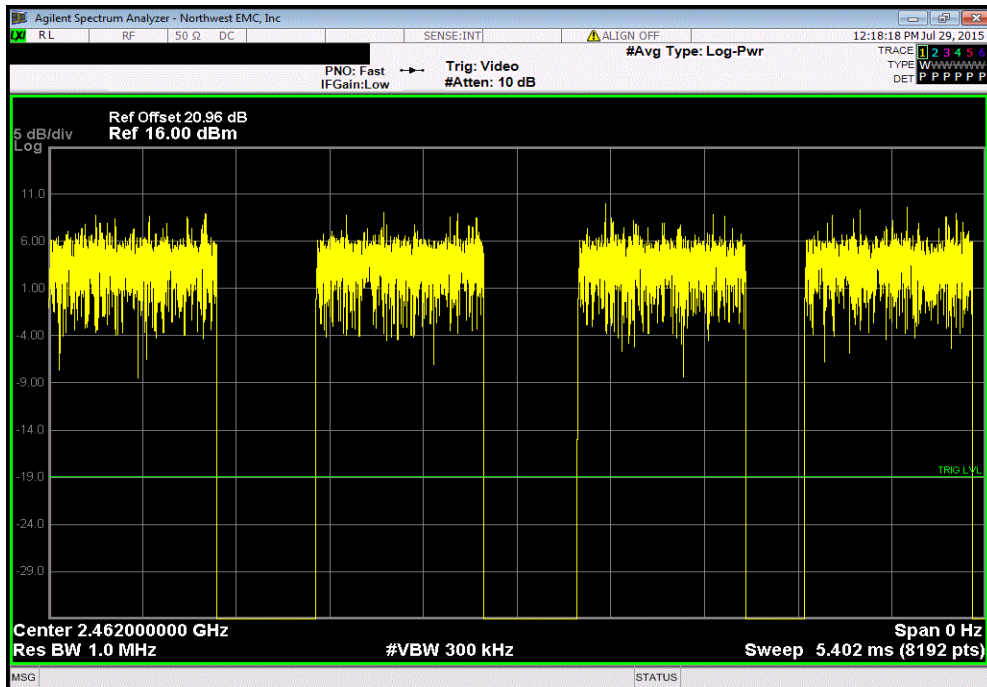 Agilent Spectrum Analyzer - Northwest EMC, Inc
LXI RL RF 50 Ω DC SENSE:INT ALIGN OFF 12:18:18 PM Jul 29, 2015
#Avg Type: Log-Pwr
TRACE 1 2 3 4 5 6
PNO: Fast Trig: Video
TYPE WWWWWWW
IFGain:Low #Atten: 10 dB
DET P P P P P P
Ref Offset 20.96 dB
5 dB/div Ref 16.00 dBm
Log
11.0
6.00
1.00
-4.00
-9.00
-14.0
-19.0
TRIG LVL
-24.0
-29.0
Center 2.462000000 GHz Span 0 Hz
Res BW 1.0 MHz #VBW 300 kHz Sweep 5.402 ms (8192 pts)
MSG STATUS